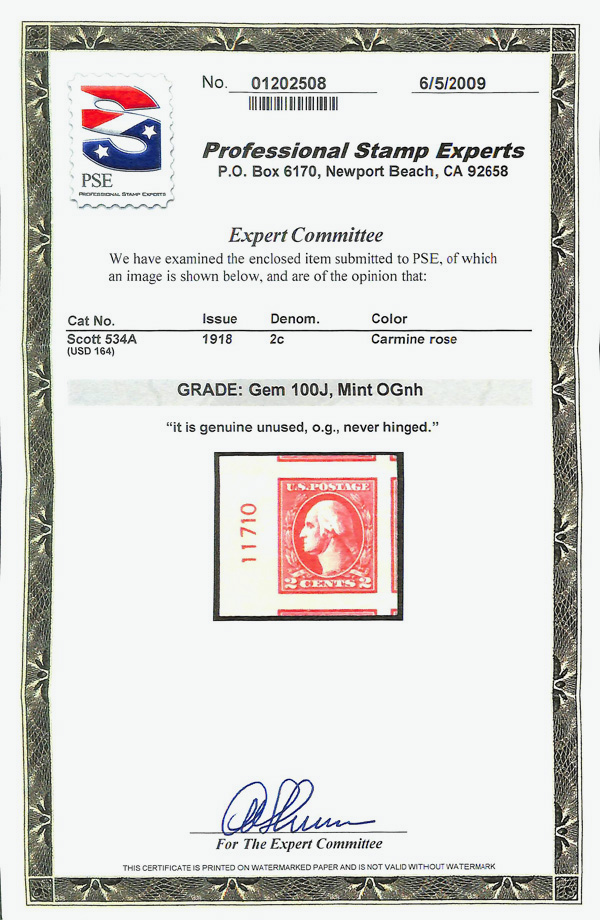 No. 01202508 6/5/2009
PSE
PROFESSIONAL STAMP EXPERTS
Professional Stamp Experts
P.O. Box 6170, Newport Beach, CA 92658
Expert Committee
We have examined the enclosed item submitted to PSE, of which
an image is shown below, and are of the opinion that:
Cat No. Issue Denom. Color
Scott 534A 1918 2c Carmine rose
(USD 164)
GRADE: Gem 100J, Mint OGnh
“it is genuine unused, o.g., never hinged.”
11710
U.S. POSTAGE
2 CENTS 2
For The Expert Committee
THIS CERTIFICATE IS PRINTED ON WATERMARKED PAPER AND IS NOT VALID WITHOUT WATERMARK